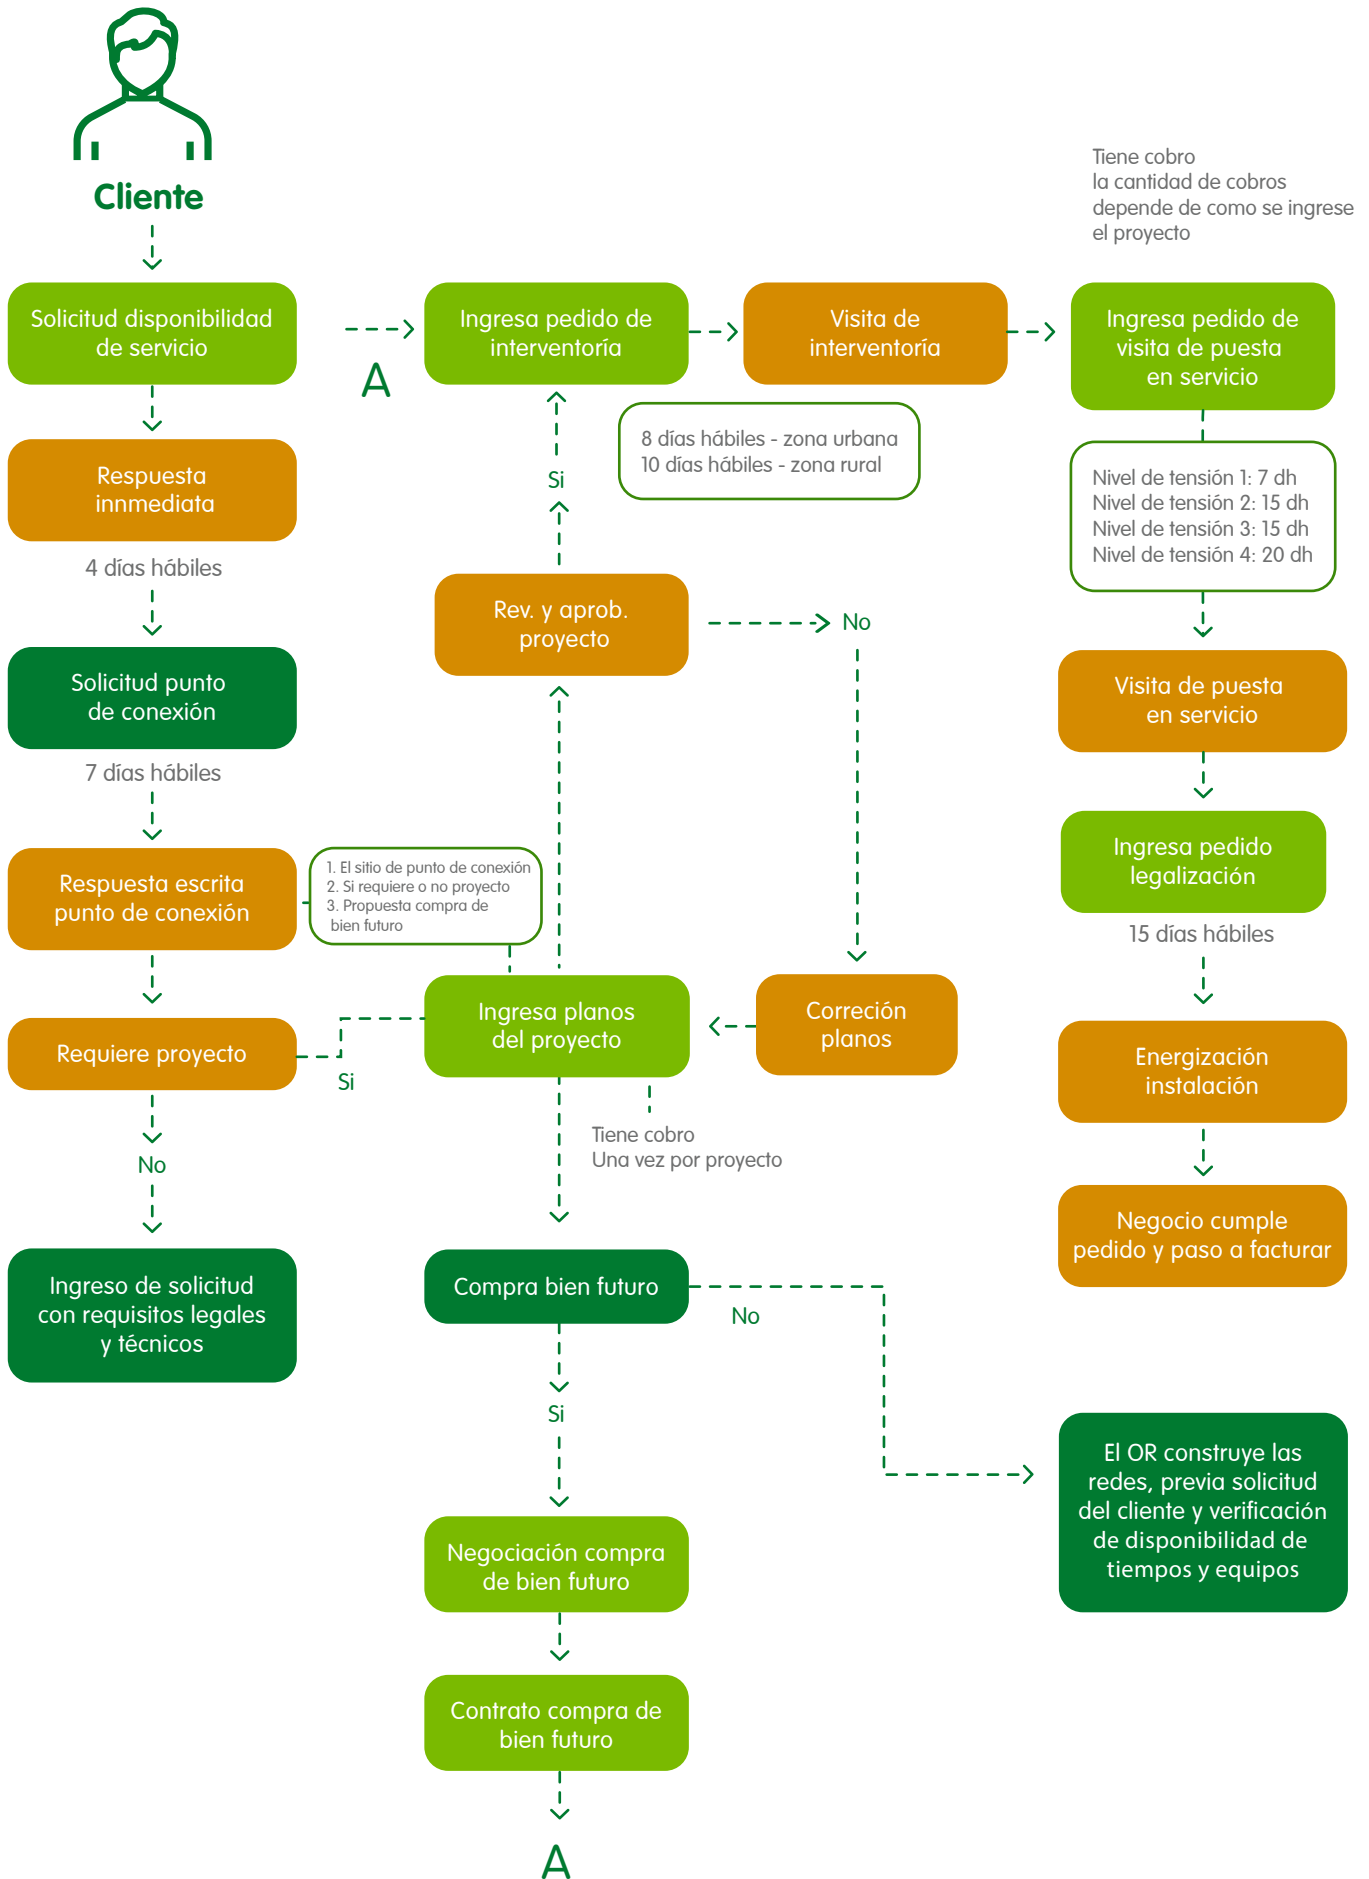 Cliente
Solicitud disponibilidad
de servicio
Respuesta
innmediata
4 días hábiles
Solicitud punto
de conexión
7 días hábiles
Respuesta escrita
punto de conexión
1. El sitio de punto de conexión
2. Si requiere o no proyecto
3. Propuesta compra de
bien futuro
Requiere proyecto
Si
No
Ingreso de solicitud
con requisitos legales
y técnicos
A
Ingresa pedido de
interventoría
Si
Rev. y aprob.
proyecto
No
Correción
planos
Ingresa planos
del proyecto
Tiene cobro
Una vez por proyecto
Compra bien futuro
No
Si
Negociación compra
de bien futuro
Contrato compra de
bien futuro
A
Visita de
interventoría
8 días hábiles - zona urbana
10 días hábiles - zona rural
Tiene cobro
la cantidad de cobros
depende de como se ingrese
el proyecto
Ingresa pedido de
visita de puesta
en servicio
Nivel de tensión 1: 7 dh
Nivel de tensión 2: 15 dh
Nivel de tensión 3: 15 dh
Nivel de tensión 4: 20 dh
Visita de puesta
en servicio
Ingresa pedido
legalización
15 días hábiles
Energización
instalación
Negocio cumple
pedido y paso a facturar
El OR construye las
redes, previa solicitud
del cliente y verificación
de disponibilidad de
tiempos y equipos